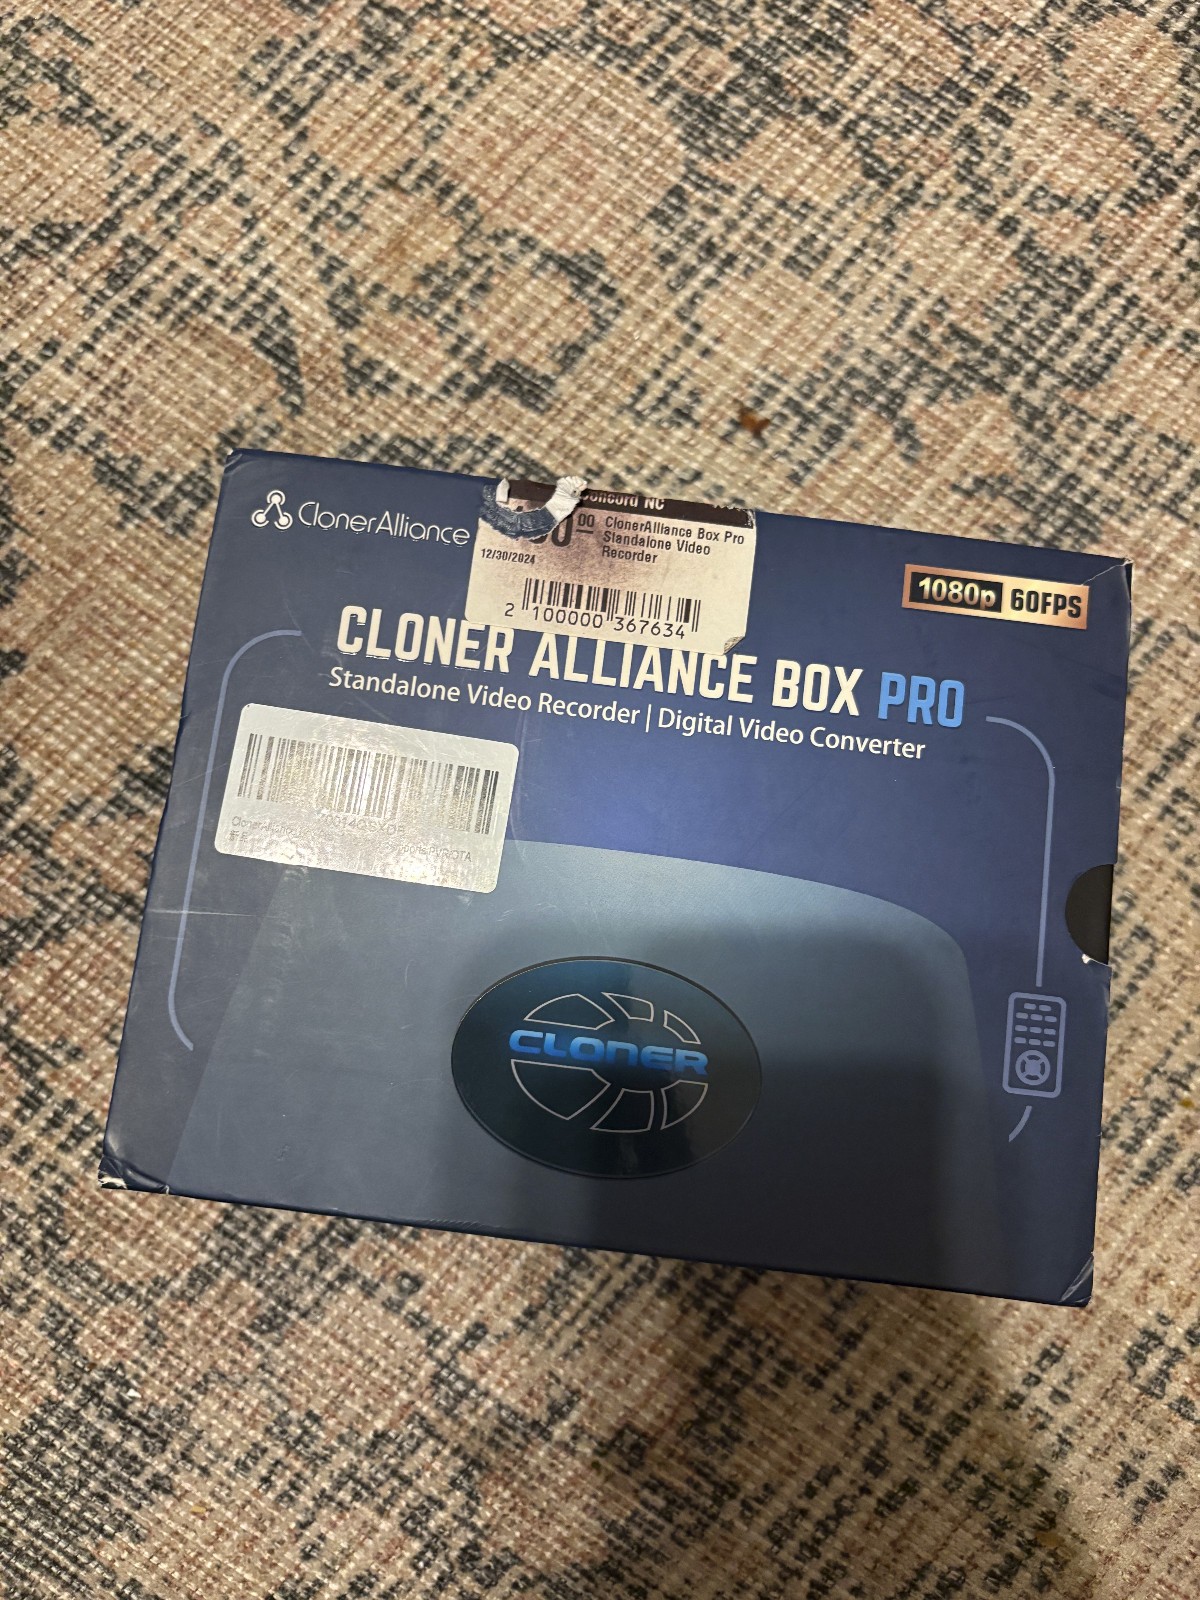 ClonerAlliance
Concord NC
00
ClonerAlliance Box Pro
Standalone Video
Recorder
12/30/2024
2 100000 367634
1080p 60FPS
CLONER ALLIANCE BOX PRO
Standalone Video Recorder | Digital Video Converter
CLONER